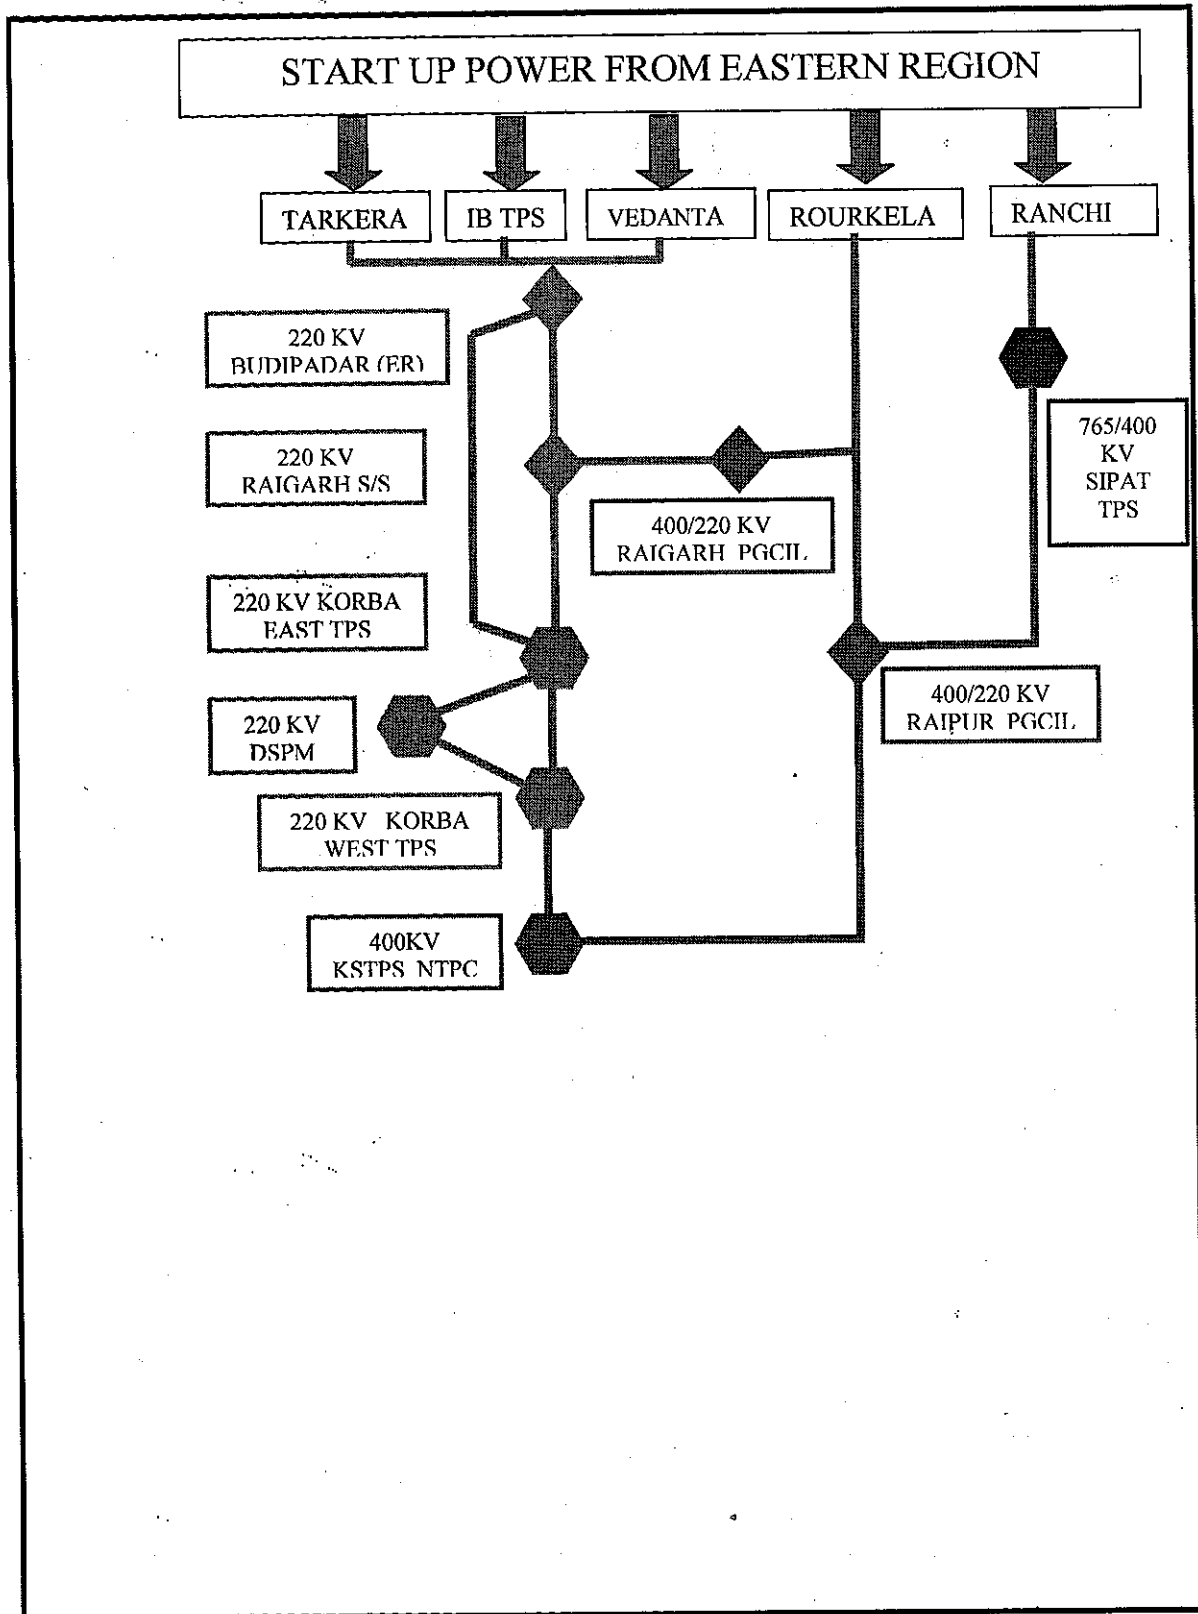 START UP POWER FROM EASTERN REGION
TARKERA
IB TPS
VEDANTA
ROURKELA
RANCHI
220 KV
BUDIPADAR (ER)
765/400
KV
SIPAT
TPS
220 KV
RAIGARH S/S
400/220 KV
RAIGARH PGCIL
220 KV KORBA
EAST TPS
400/220 KV
RAIPUR PGCIL
220 KV
DSPM
220 KV KORBA
WEST TPS
400KV
KSTPS NTPC